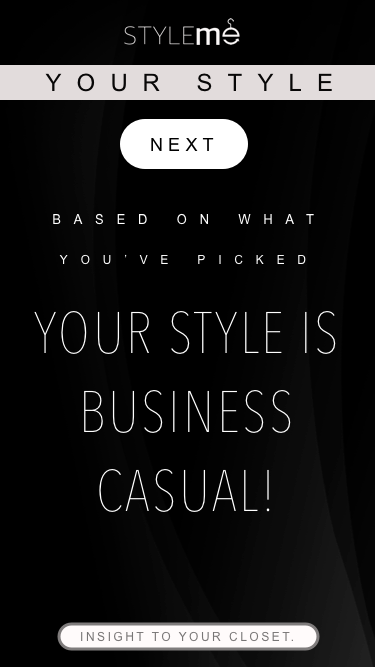 STYLEme
YOUR STYLE
NEXT
BASED ON WHAT
YOU'VE PICKED
YOUR STYLE IS
BUSINESS
CASUAL!
INSIGHT TO YOUR CLOSET.